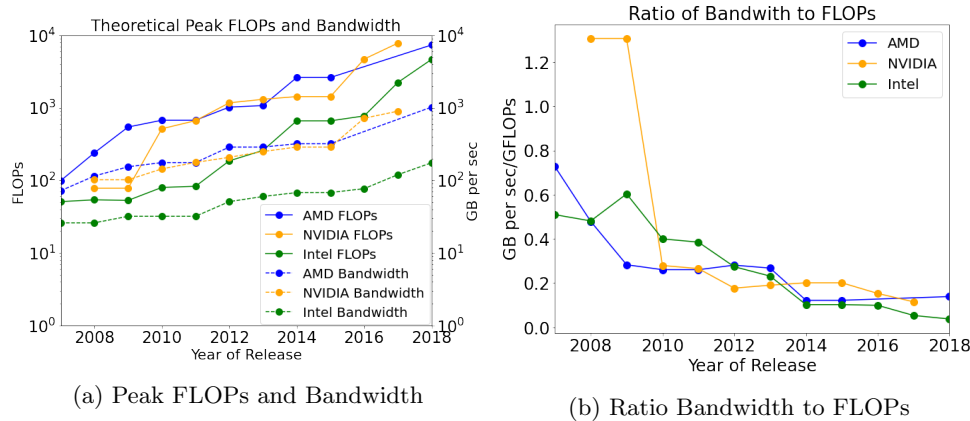 Theoretical Peak FLOPs and Bandwidth
10^4
10^3
10^2
10^1
10^0
FLOPs
10^4
10^3
10^2
10^1
10^0
GB per sec
AMD FLOPs
NVIDIA FLOPs
Intel FLOPs
AMD Bandwidth
NVIDIA Bandwidth
Intel Bandwidth
2008 2010 2012 2014 2016 2018
Year of Release
(a) Peak FLOPs and Bandwidth
Ratio of Bandwith to FLOPs
AMD
NVIDIA
Intel
1.2
1.0
0.8
0.6
0.4
0.2
0.0
GB per sec/GFLOPs
2008 2010 2012 2014 2016 2018
Year of Release
(b) Ratio Bandwidth to FLOPs